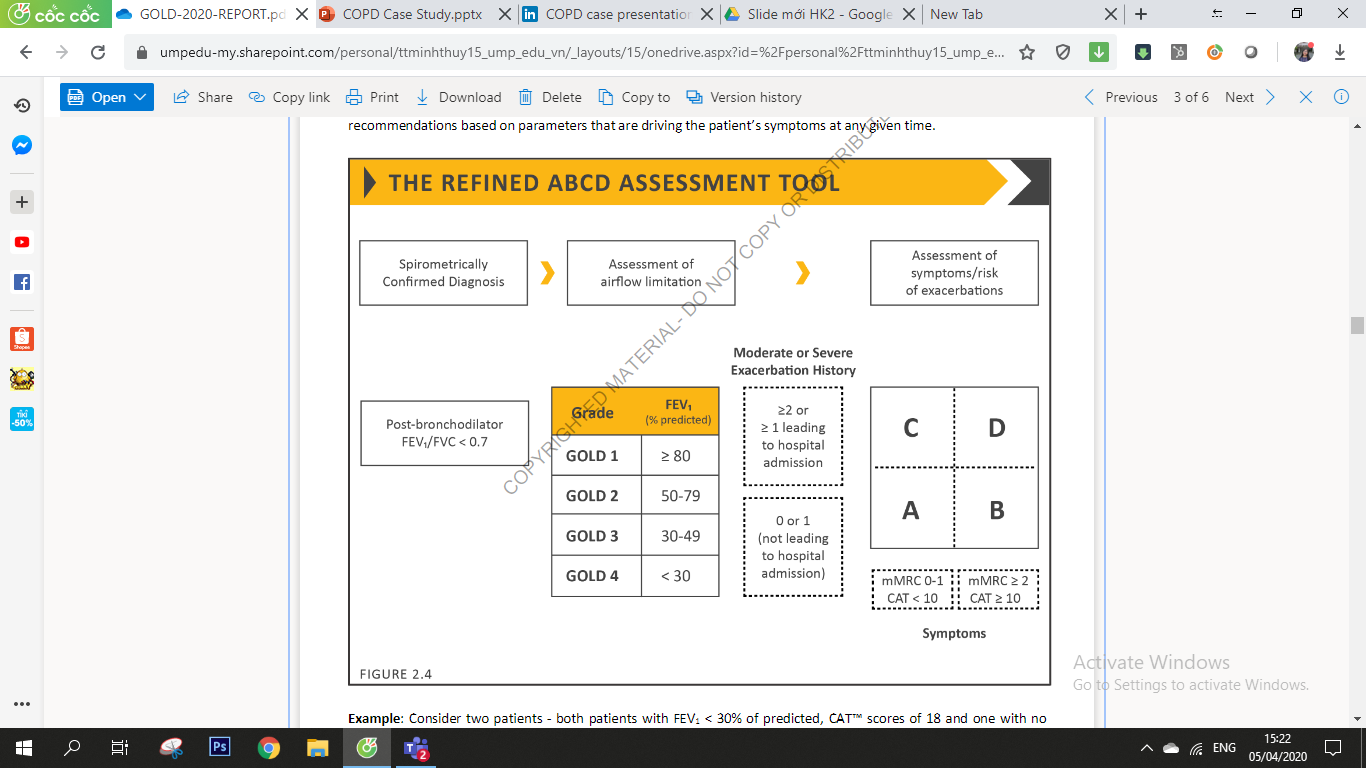 cốc cốc
GOLD-2020-REPORT.pd
COPD Case Study.pptx
COPD case presentation
Slide mới HK2 - Google
New Tab
umpedu-my.sharepoint.com/personal/ttminhthuy15_ump_edu_vn/_layouts/15/onedrive.aspx?id=%2Fpersonal%2Fttminhthuy15_ump_e...
PDF
Open
Share
Copy link
Print
Download
Delete
Copy to
Version history
Previous
3 of 6
Next
recommendations based on parameters that are driving the patient's symptoms at any given time.
THE REFINED ABCD ASSESSMENT TOOL
Spirometrically
Confirmed Diagnosis
Assessment of
airflow limitation
Assessment of
symptoms/risk
of exacerbations
Moderate or Severe
Exacerbation History
Post-bronchodilator
FEV₁/FVC < 0.7
Grade
FEV₁
(% predicted)
GOLD 1
≥ 80
GOLD 2
50-79
GOLD 3
30-49
GOLD 4
< 30
≥2 or
≥ 1 leading
to hospital
admission
0 or 1
(not leading
to hospital
admission)
C
D
A
B
mMRC 0-1
CAT < 10
mMRC ≥ 2
CAT ≥ 10
Symptoms
FIGURE 2.4
COPYRIGHTED MATERIAL- DO NOT COPY OR DISTRIBUTE
Example: Consider two patients - both patients with FEV₁ < 30% of predicted, CAT™ scores of 18 and one with no
Activate Windows
Go to Settings to activate Windows.
Shopee
TIKI
-50%
Ps
2
ENG
15:22
05/04/2020